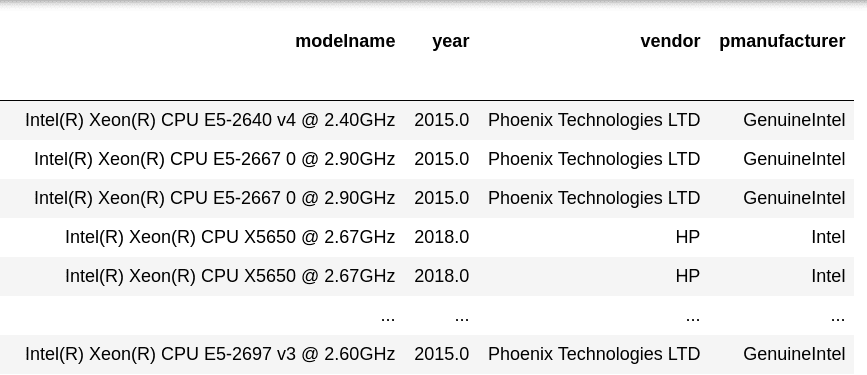 modelname year vendor pmanufacturer
Intel(R) Xeon(R) CPU E5-2640 v4 @ 2.40GHz 2015.0 Phoenix Technologies LTD GenuineIntel
Intel(R) Xeon(R) CPU E5-2667 0 @ 2.90GHz 2015.0 Phoenix Technologies LTD GenuineIntel
Intel(R) Xeon(R) CPU E5-2667 0 @ 2.90GHz 2015.0 Phoenix Technologies LTD GenuineIntel
Intel(R) Xeon(R) CPU X5650 @ 2.67GHz 2018.0 HP Intel
Intel(R) Xeon(R) CPU X5650 @ 2.67GHz 2018.0 HP Intel
... ... ... ...
Intel(R) Xeon(R) CPU E5-2697 v3 @ 2.60GHz 2015.0 Phoenix Technologies LTD GenuineIntel